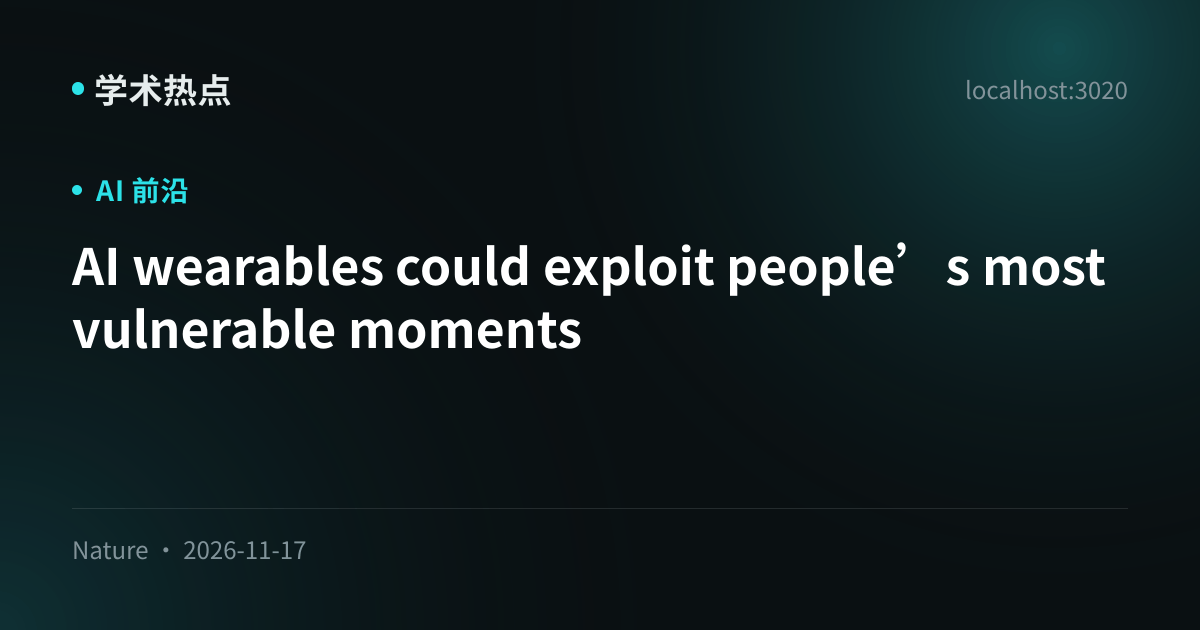 学术热点
localhost:3020
AI 前沿
AI wearables could exploit people’s most
vulnerable moments
Nature · 2026-11-17